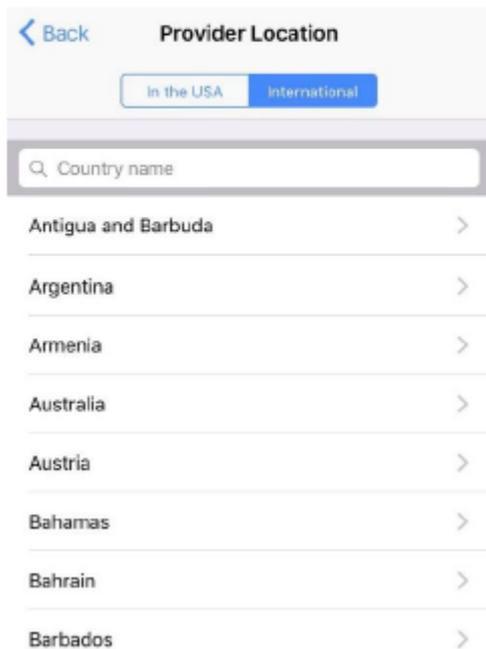 Back Provider Location
In the USA International
Country name
Antigua and Barbuda
Argentina
Armenia
Australia
Austria
Bahamas
Bahrain
Barbados